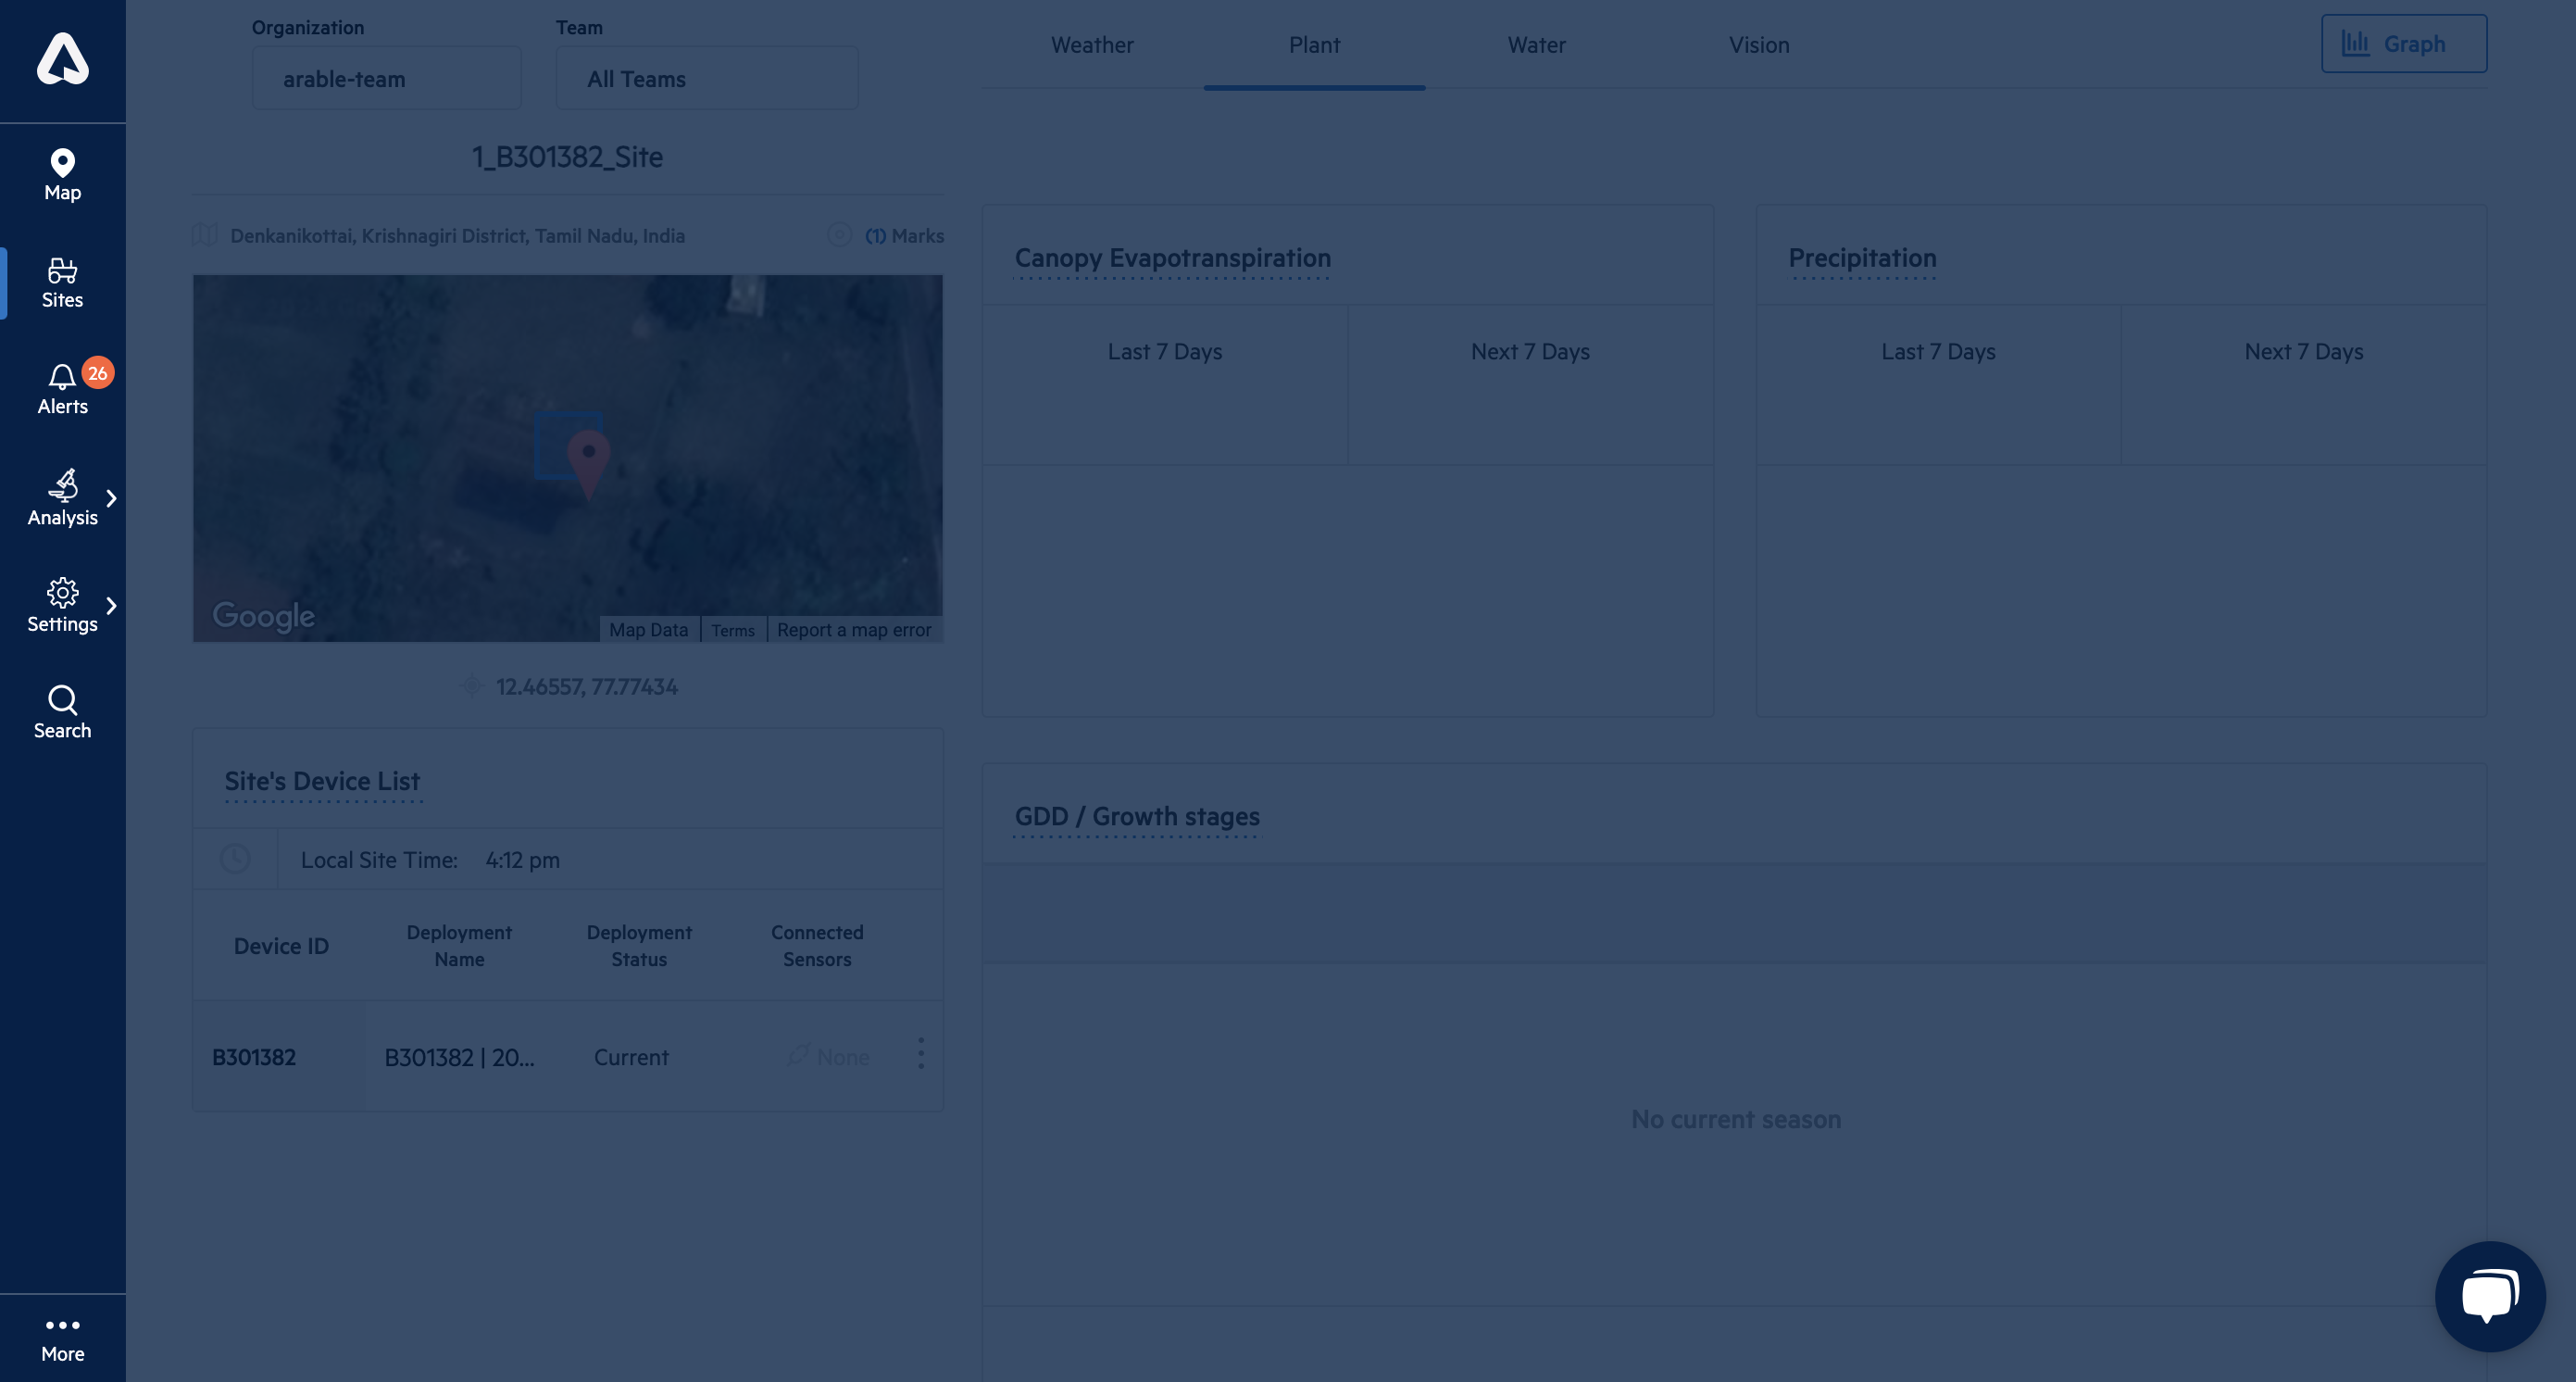 Map
Sites
26
Alerts
Analysis
Settings
Search
More
Organization
arable-team
Team
All Teams
1_B301382_Site
Denkanikottai, Krishnagiri District, Tamil Nadu, India
(1) Marks
Google
Map Data
Terms
Report a map error
12.46557, 77.77434
Site's Device List
Local Site Time: 4:12 pm
Device ID
Deployment
Name
Deployment
Status
Connected
Sensors
B301382
B301382 | 20...
Current
None
Weather
Plant
Water
Vision
Graph
Canopy Evapotranspiration
Last 7 Days
Next 7 Days
Precipitation
Last 7 Days
Next 7 Days
GDD / Growth stages
No current season